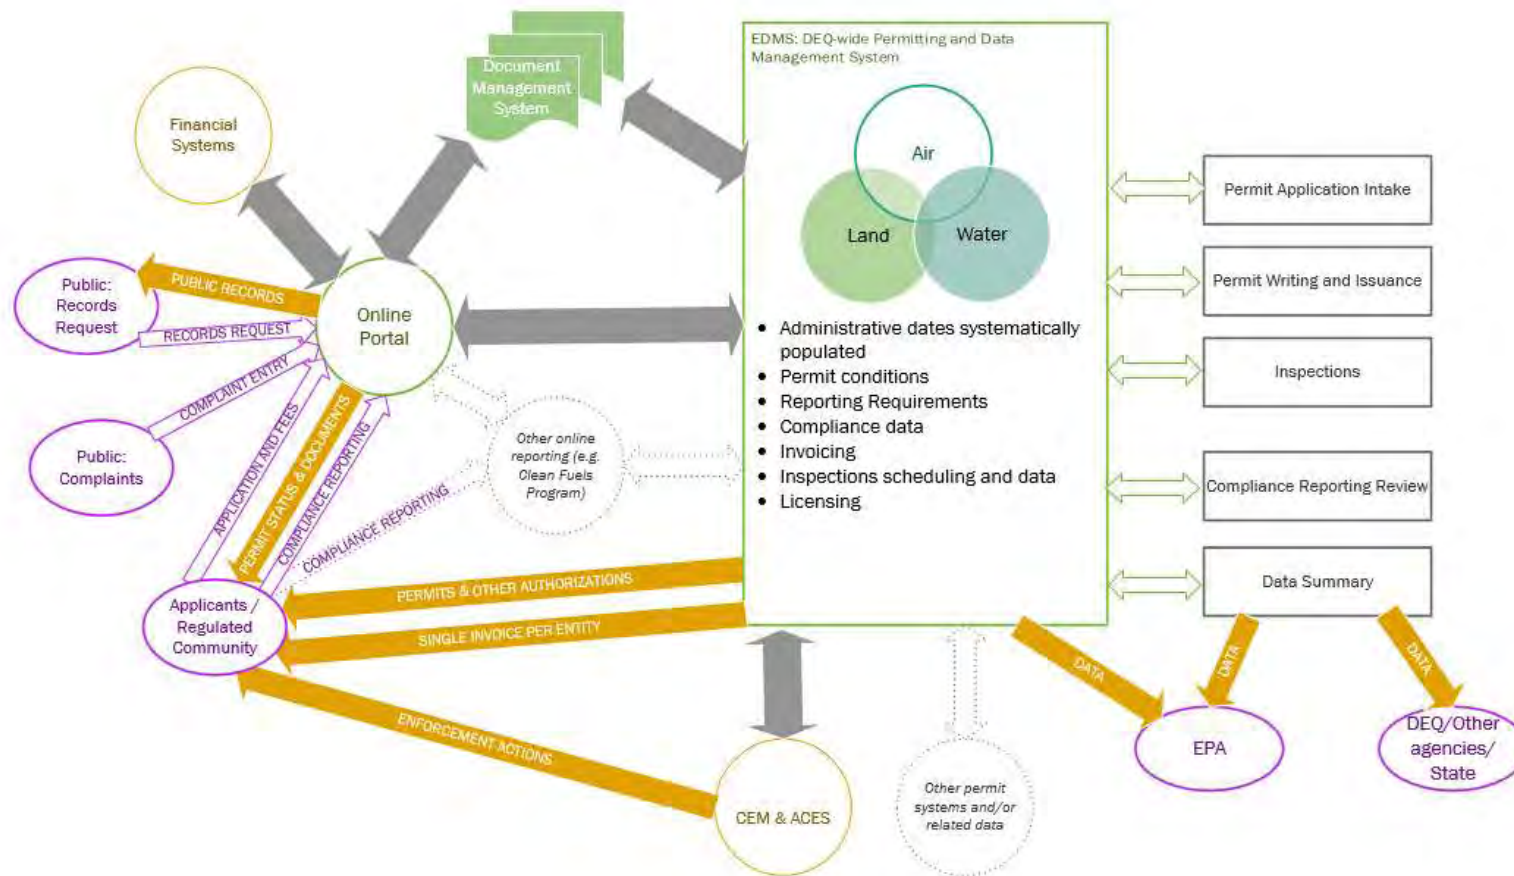 EDMS: DEQ-wide Permitting and Data
Management System
Document
Management
System
Financial
Systems
Air
Land
Water
Permit Application Intake
Permit Writing and Issuance
Inspections
Compliance Reporting Review
Data Summary
Public:
Records
Request
PUBLIC RECORDS
RECORDS REQUEST
Online
Portal
COMPLAINT ENTRY
Public:
Complaints
APPLICATION AND FEES
PERMIT STATUS & DOCUMENTS
COMPLIANCE REPORTING
COMPLIANCE REPORTING
Other online
reporting (e.g.
Clean Fuels
Program)
• Administrative dates systematically
populated
• Permit conditions
• Reporting Requirements
• Compliance data
• Invoicing
• Inspections scheduling and data
• Licensing
Applicants /
Regulated
Community
PERMITS & OTHER AUTHORIZATIONS
SINGLE INVOICE PER ENTITY
ENFORCEMENT ACTIONS
CEM & ACES
Other permit
systems and/or
related data
DATA
DATA
DATA
EPA
DEQ/Other
agencies/
State